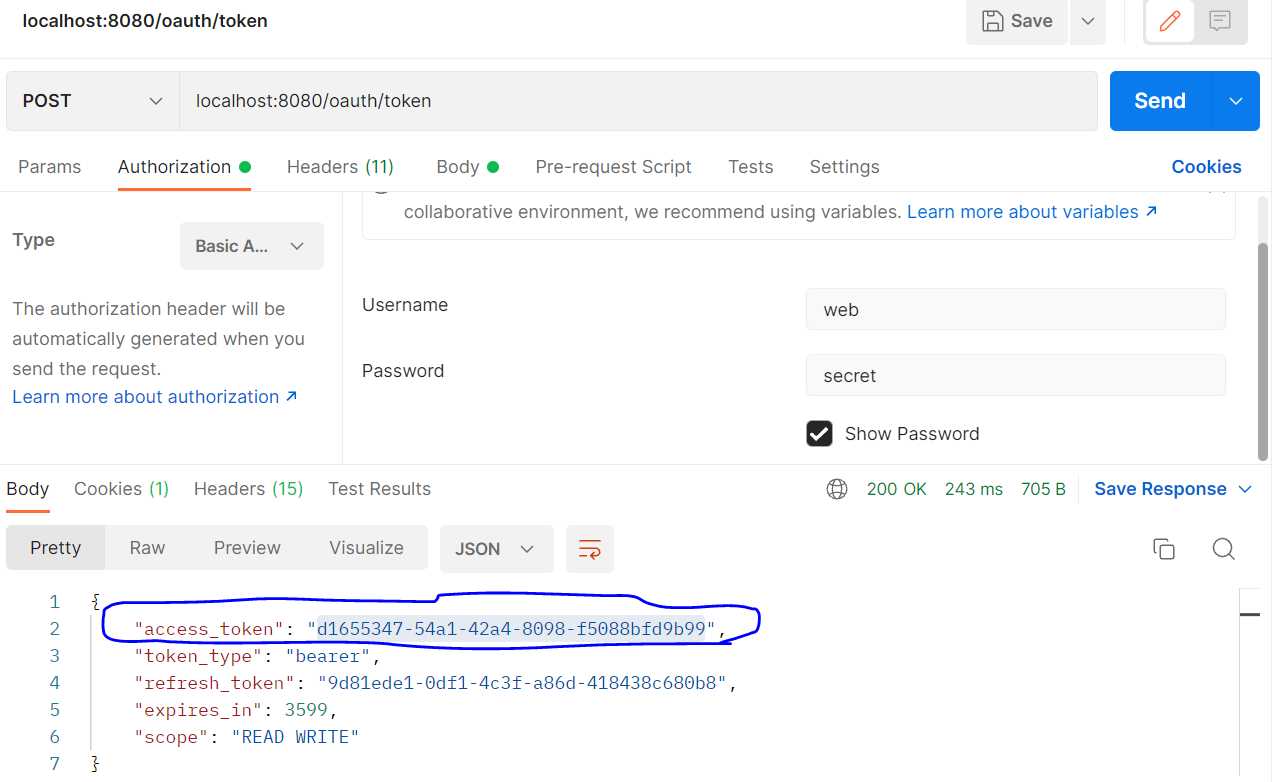 localhost:8080/oauth/token
Save
POST
localhost:8080/oauth/token
Send
Params Authorization Headers (11) Body Pre-request Script Tests Settings Cookies
collaborative environment, we recommend using variables. Learn more about variables ↗
Type
Basic A...
The authorization header will be
automatically generated when you
send the request.
Learn more about authorization ↗
Username
web
Password
secret
Show Password
Body Cookies (1) Headers (15) Test Results
200 OK 243 ms 705 B Save Response
Pretty Raw Preview Visualize JSON
1 {
2 "access_token": "d1655347-54a1-42a4-8098-f5088bfd9b99",
3 "token_type": "bearer",
4 "refresh_token": "9d81ede1-0df1-4c3f-a86d-418438c680b8",
5 "expires_in": 3599,
6 "scope": "READ WRITE"
7 }